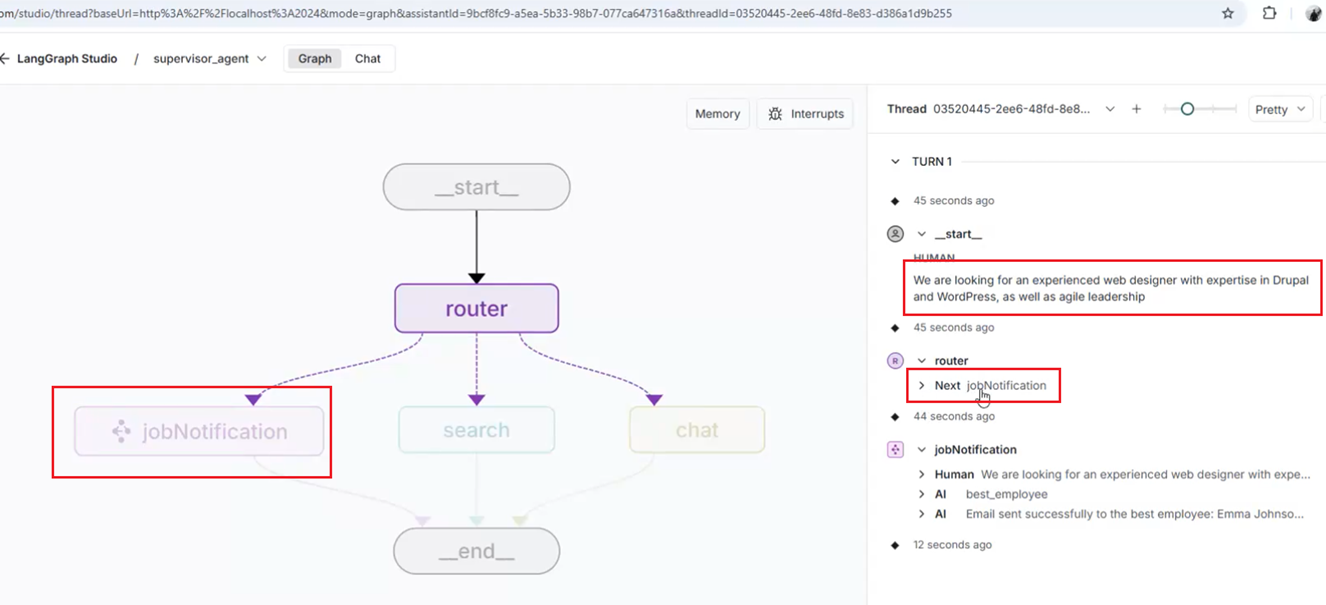 om/studio/thread?baseUrl=http%3A%2F%2Flocalhost%3A2024&mode=graph&assistantId=9bcf8fc9-a5ea-5b33-98b7-077ca647316a&threadId=03520445-2ee6-48fd-8e83-d386a1d9b255
LangGraph Studio / supervisor_agent Graph Chat
Memory Interrupts
Thread 03520445-2ee6-48fd-8e8... + Pretty
__start__
router
jobNotification search chat
__end__
TURN 1
45 seconds ago
__start__
HUMAN
We are looking for an experienced web designer with expertise in Drupal
and WordPress, as well as agile leadership
45 seconds ago
R router
Next jobNotification
44 seconds ago
jobNotification
Human We are looking for an experienced web designer with expe...
AI best_employee
AI Email sent successfully to the best employee: Emma Johnso...
12 seconds ago